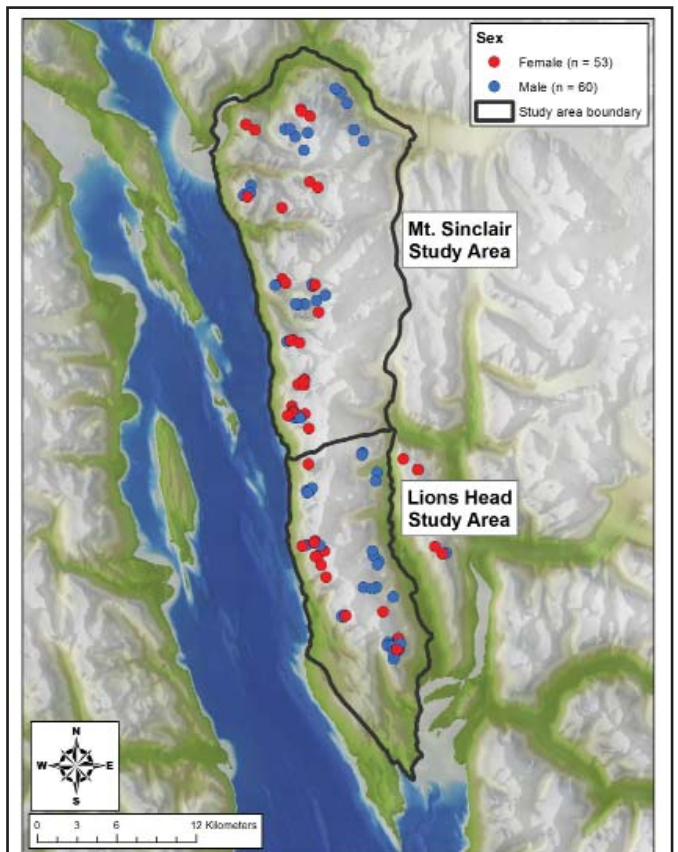 Sex
Female (n = 53)
Male (n = 60)
Study area boundary
Mt. Sinclair
Study Area
Lions Head
Study Area
N
W E
S
0 3 6 12 Kilometers